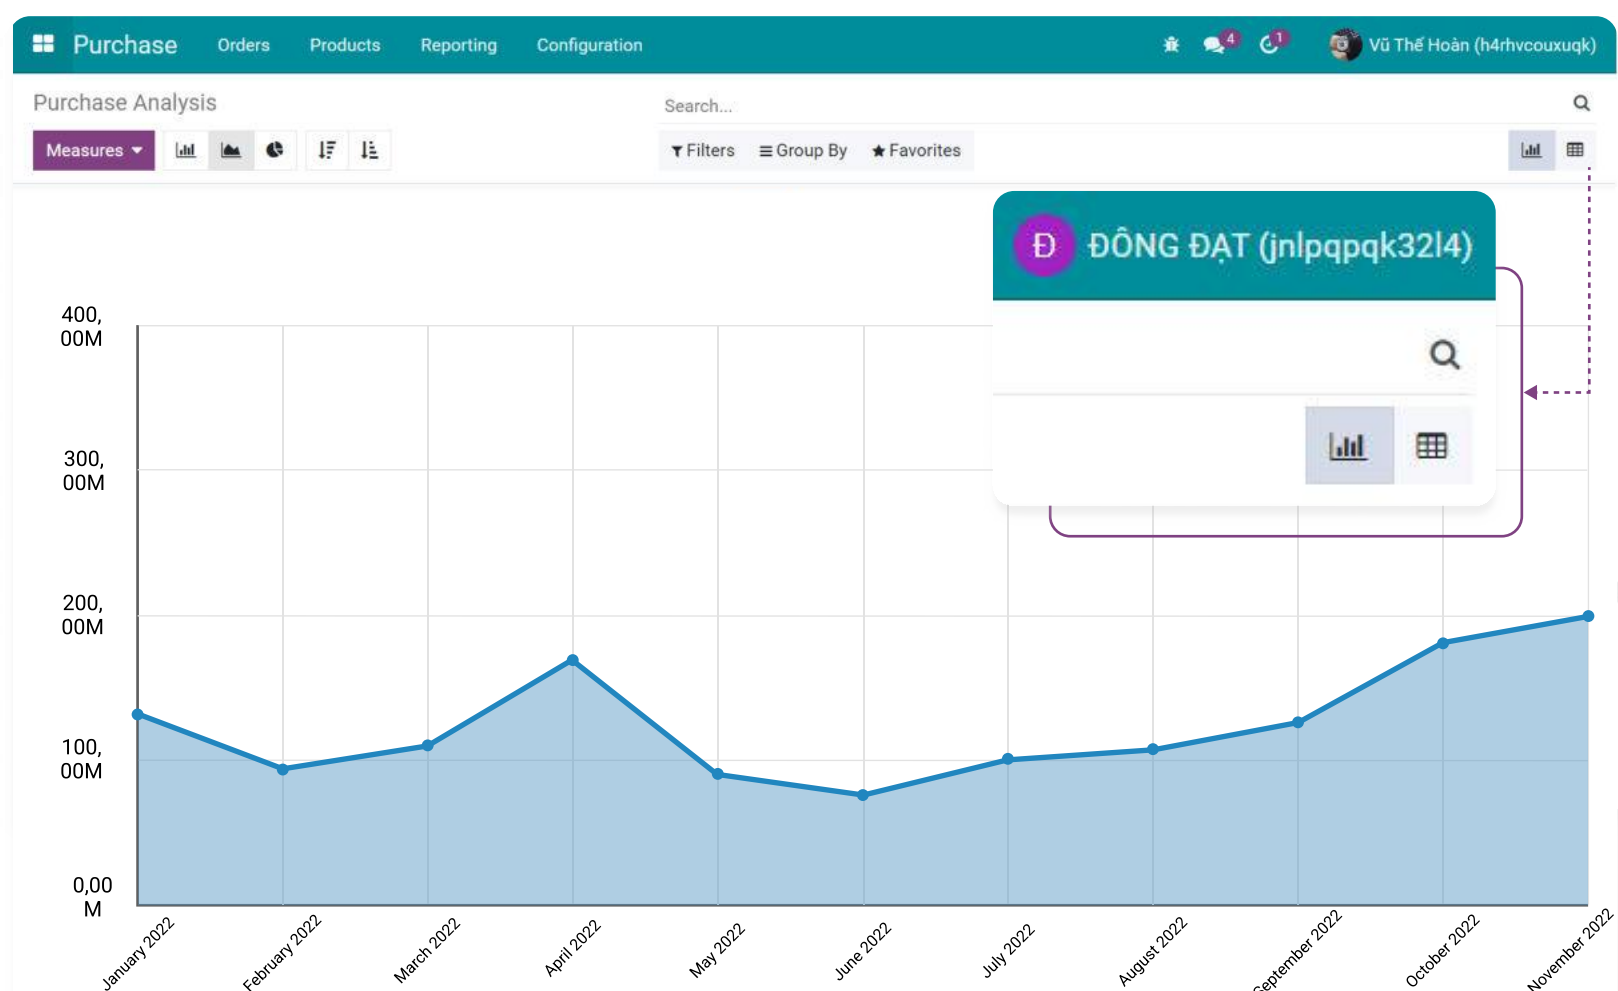 Purchase Orders Products Reporting Configuration 4 1 Vũ Thế Hoàn (h4rhvcouxuqk)
Purchase Analysis
Search...
Measures Filters Group By Favorites
Đ ĐÔNG ĐẠT (jnlpqpqk32l4)
400,
00M
300,
00M
200,
00M
100,
00M
0,00
M
January 2022
February 2022
March 2022
April 2022
May 2022
June 2022
July 2022
August 2022
September 2022
October 2022
November 2022